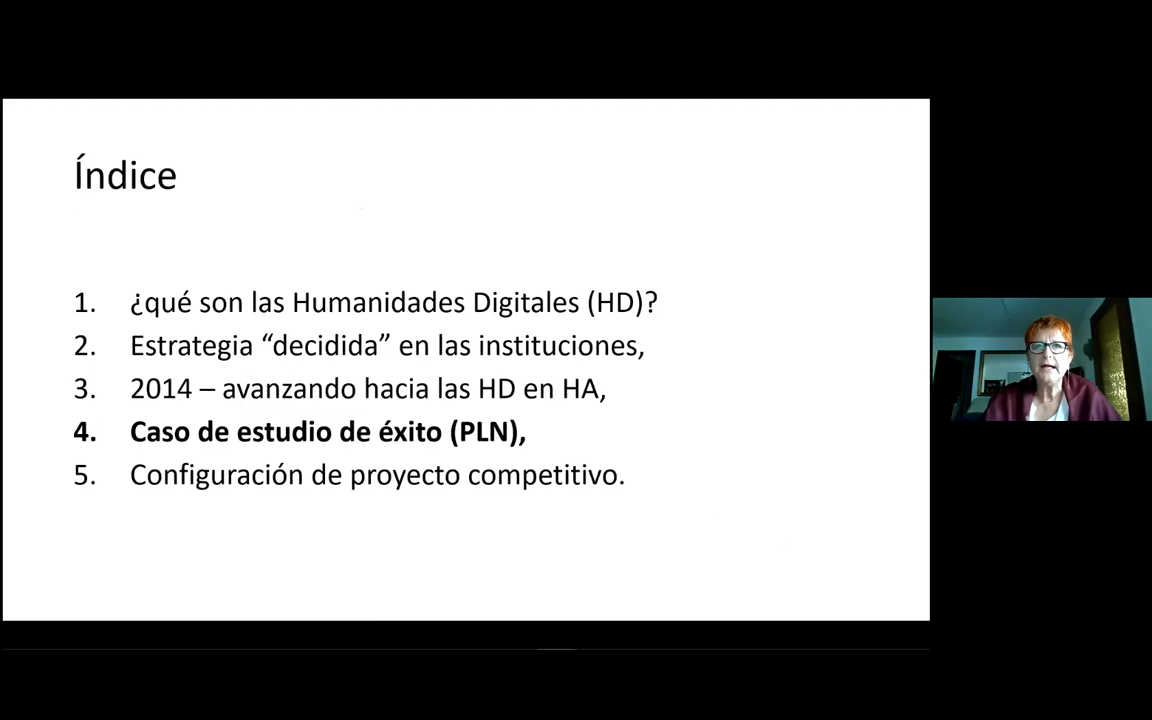 Índice
1. ¿qué son las Humanidades Digitales (HD)?
2. Estrategia “decidida” en las instituciones,
3. 2014 – avanzando hacia las HD en HA,
4. Caso de estudio de éxito (PLN),
5. Configuración de proyecto competitivo.